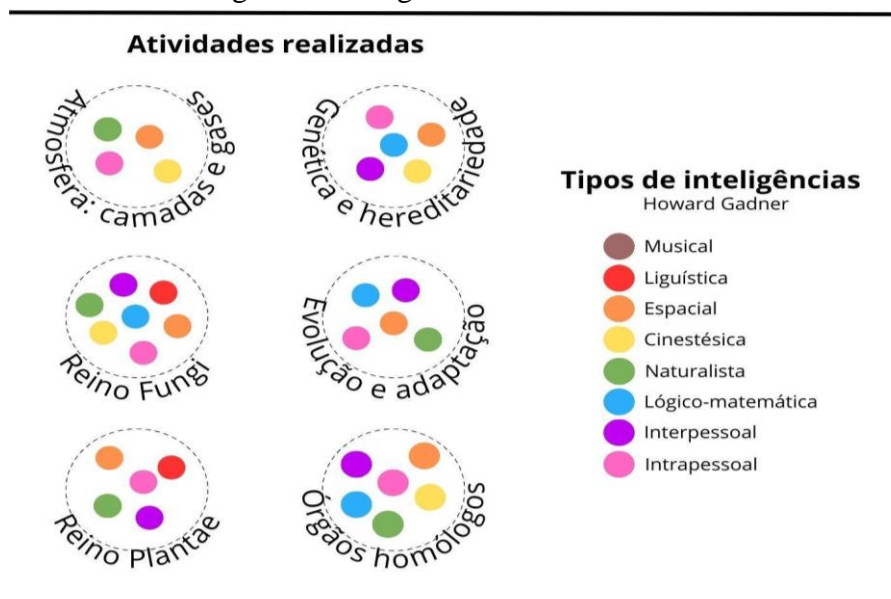 Atividades realizadas
Atmosfera: camadas e gases
Genética e hereditariedade
Reino Fungi
Evolução e adaptação
Reino Plantae
Órgãos homólogos
Tipos de inteligências
Howard Gadner
Musical
Liguística
Espacial
Cinestésica
Naturalista
Lógico-matemática
Interpessoal
Intrapessoal